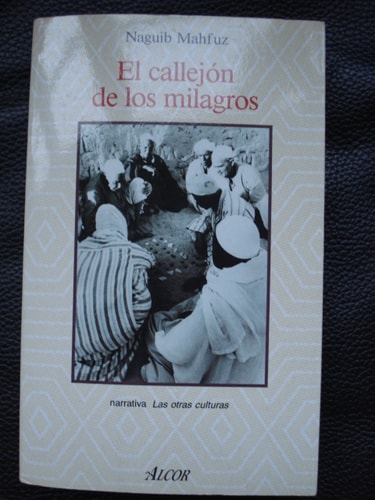 Naguib Mahfuz
El callejón
de los milagros
narrativa Las otras culturas
ALCOR